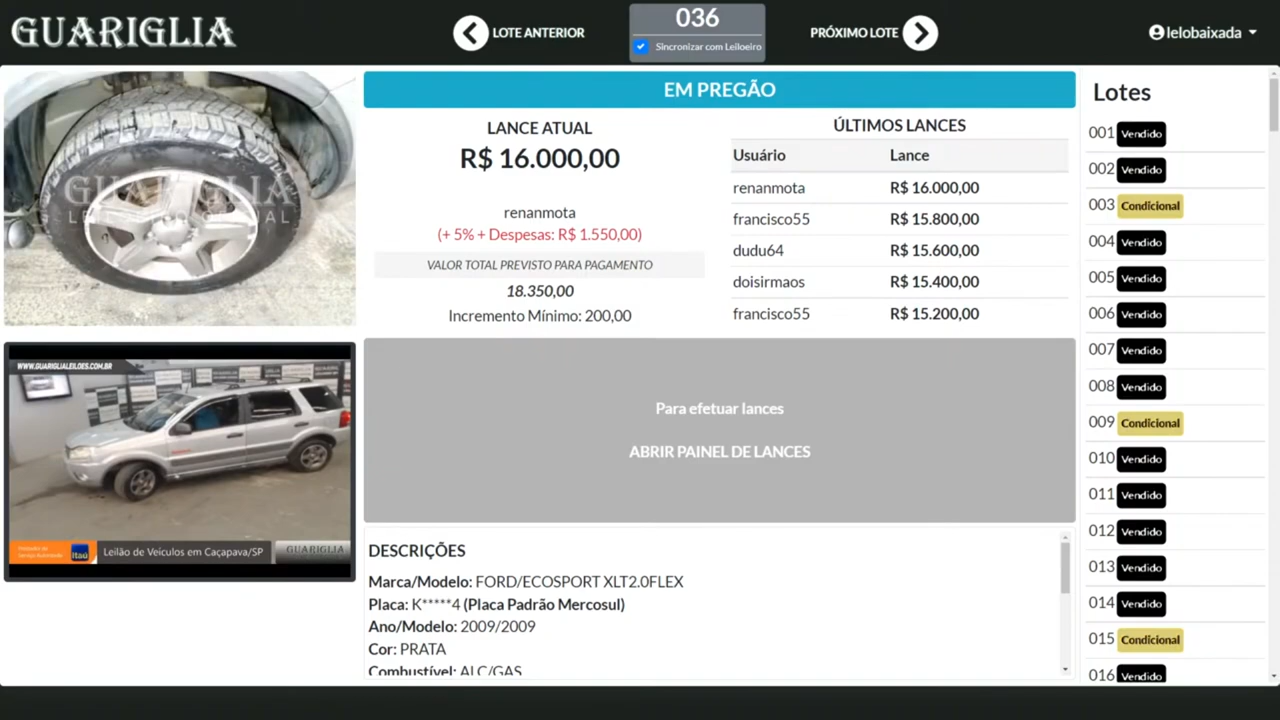 GUARIGLIA
LOTE ANTERIOR
036
Sincronizar com Leiloeiro
PRÓXIMO LOTE
lelobaixada
GUARIGLIA
EM PREGÃO
LANCE ATUAL
R$ 16.000,00
renanmota
(+ 5% + Despesas: R$ 1.550,00)
VALOR TOTAL PREVISTO PARA PAGAMENTO
18.350,00
Incremento Mínimo: 200,00
ÚLTIMOS LANCES
Usuário Lance
renanmota R$ 16.000,00
francisco55 R$ 15.800,00
dudu64 R$ 15.600,00
doisirmaos R$ 15.400,00
francisco55 R$ 15.200,00
Para efetuar lances
ABRIR PAINEL DE LANCES
WWW.GUARIGLIALEILOES.COM.BR
itaú
Leilão de Veículos em Caçapava/SP
GUARIGLIA
DESCRIÇÕES
Marca/Modelo: FORD/ECOSPORT XLT2.0FLEX
Placa: K*****4 (Placa Padrão Mercosul)
Ano/Modelo: 2009/2009
Cor: PRATA
Combustível: ALC/GAS
Lotes
001 Vendido
002 Vendido
003 Condicional
004 Vendido
005 Vendido
006 Vendido
007 Vendido
008 Vendido
009 Condicional
010 Vendido
011 Vendido
012 Vendido
013 Vendido
014 Vendido
015 Condicional
016 Vendido